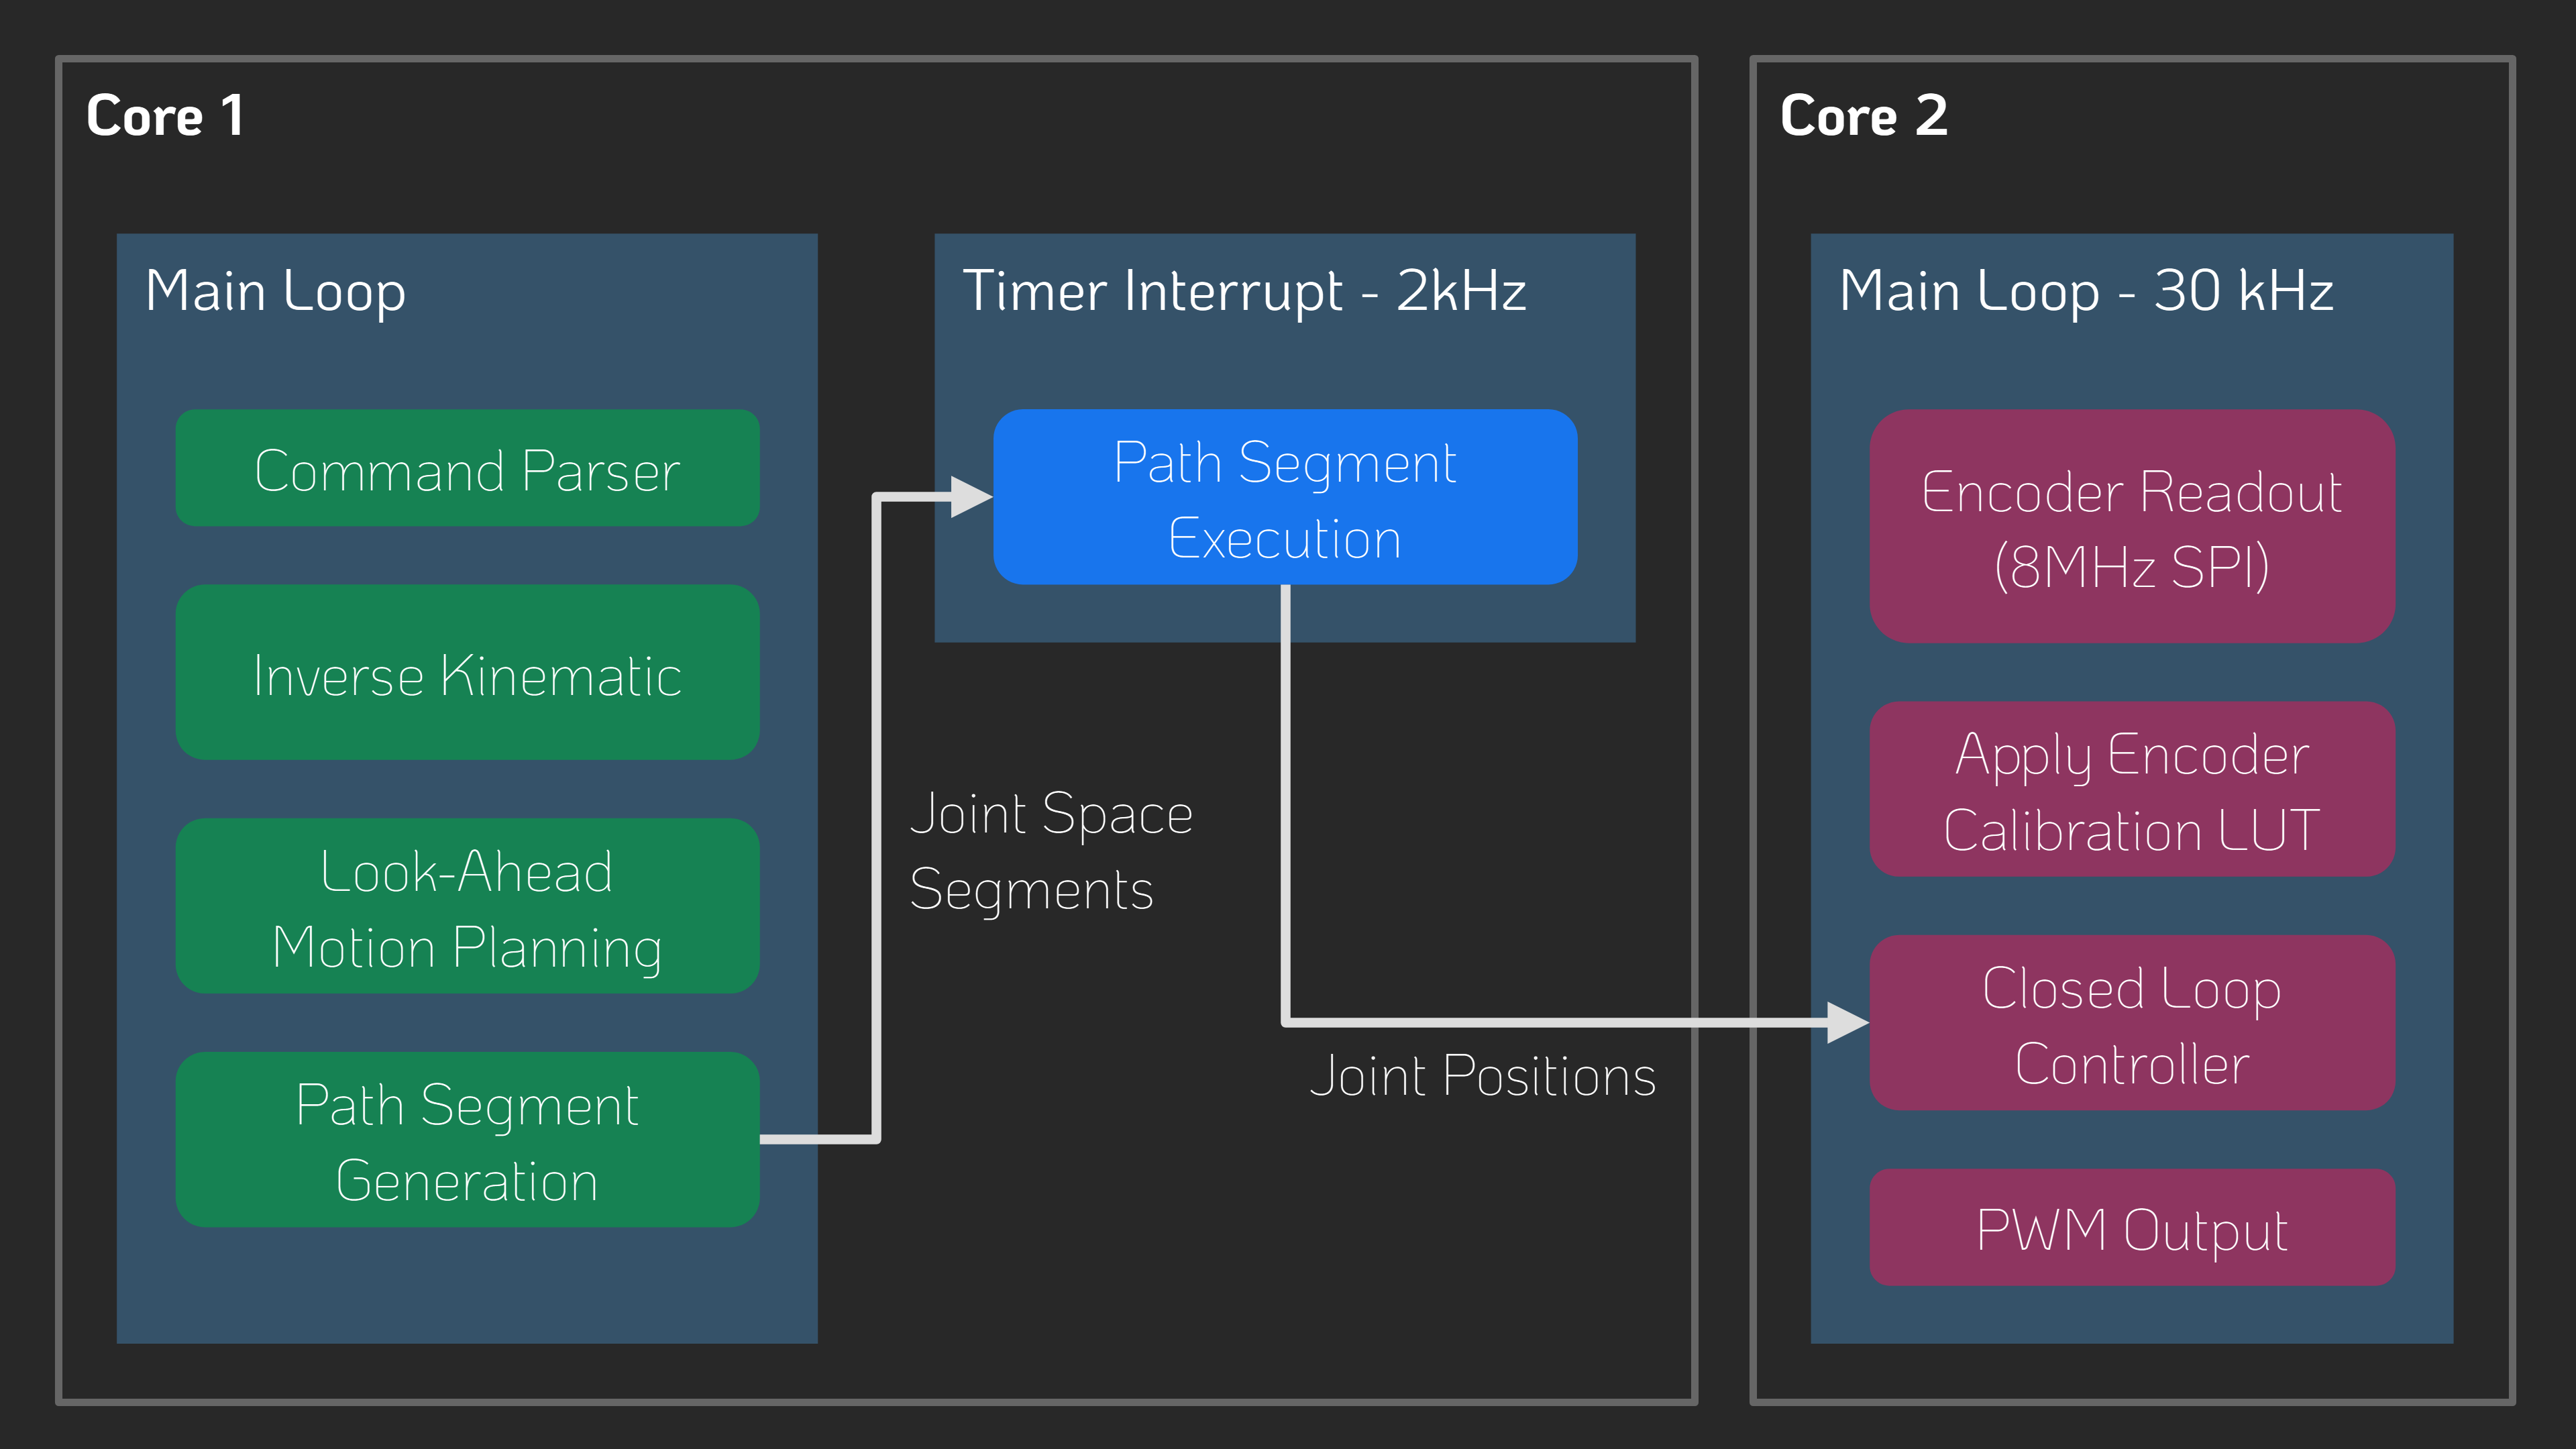 Core 1
Main Loop
Command Parser
Inverse Kinematic
Look-Ahead
Motion Planning
Path Segment
Generation
Joint Space
Segments
Timer Interrupt - 2kHz
Path Segment
Execution
Joint Positions
Core 2
Main Loop - 30 kHz
Encoder Readout
(8MHz SPI)
Apply Encoder
Calibration LUT
Closed Loop
Controller
PWM Output